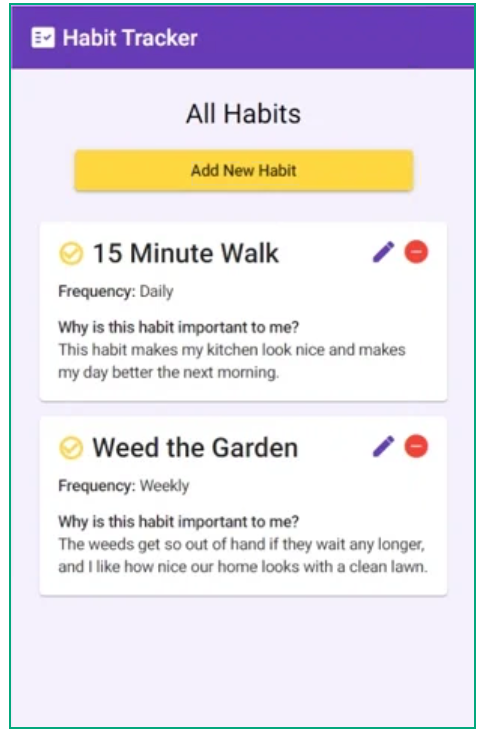 Habit Tracker
All Habits
Add New Habit
15 Minute Walk
Frequency: Daily
Why is this habit important to me?
This habit makes my kitchen look nice and makes
my day better the next morning.
Weed the Garden
Frequency: Weekly
Why is this habit important to me?
The weeds get so out of hand if they wait any longer,
and I like how nice our home looks with a clean lawn.